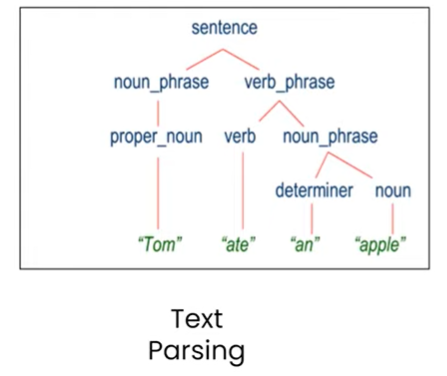 sentence
noun_phrase verb_phrase
proper_noun verb noun_phrase
determiner noun
“Tom” “ate” “an” “apple”
Text
Parsing